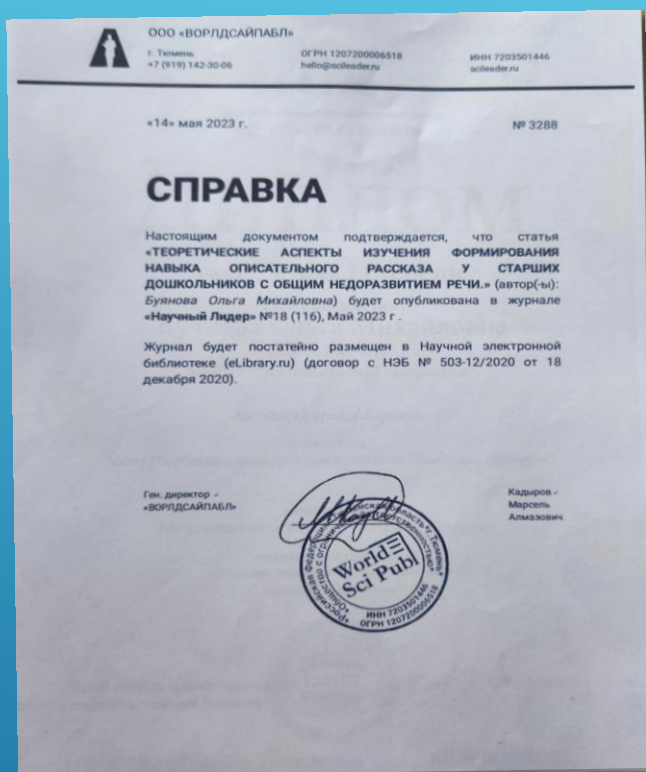 ООО «ВОРЛДСАЙПАБЛ»
г. Тюмень
+7 (919) 142-30-06
ОГРН 1207200006518
hello@scileader.ru
ИНН 7203501446
scileader.ru
«14» мая 2023 г.
№ 3288
СПРАВКА
Настоящим документом подтверждается, что статья
«ТЕОРЕТИЧЕСКИЕ АСПЕКТЫ ИЗУЧЕНИЯ ФОРМИРОВАНИЯ
НАВЫКА ОПИСАТЕЛЬНОГО РАССКАЗА У СТАРШИХ
ДОШКОЛЬНИКОВ С ОБЩИМ НЕДОРАЗВИТИЕМ РЕЧИ.» (автор(-ы):
Буянова Ольга Михайловна) будет опубликована в журнале
«Научный Лидер» №18 (116), Май 2023 г .
Журнал будет постатейно размещен в Научной электронной
библиотеке (eLibrary.ru) (договор с НЭБ № 503-12/2020 от 18
декабря 2020).
Ген. директор –
«ВОРЛДСАЙПАБЛ»
Кадыров –
Марсель
Алмазович
World
Sci Publ
ИНН 7203501446
ОГРН 1207200006518